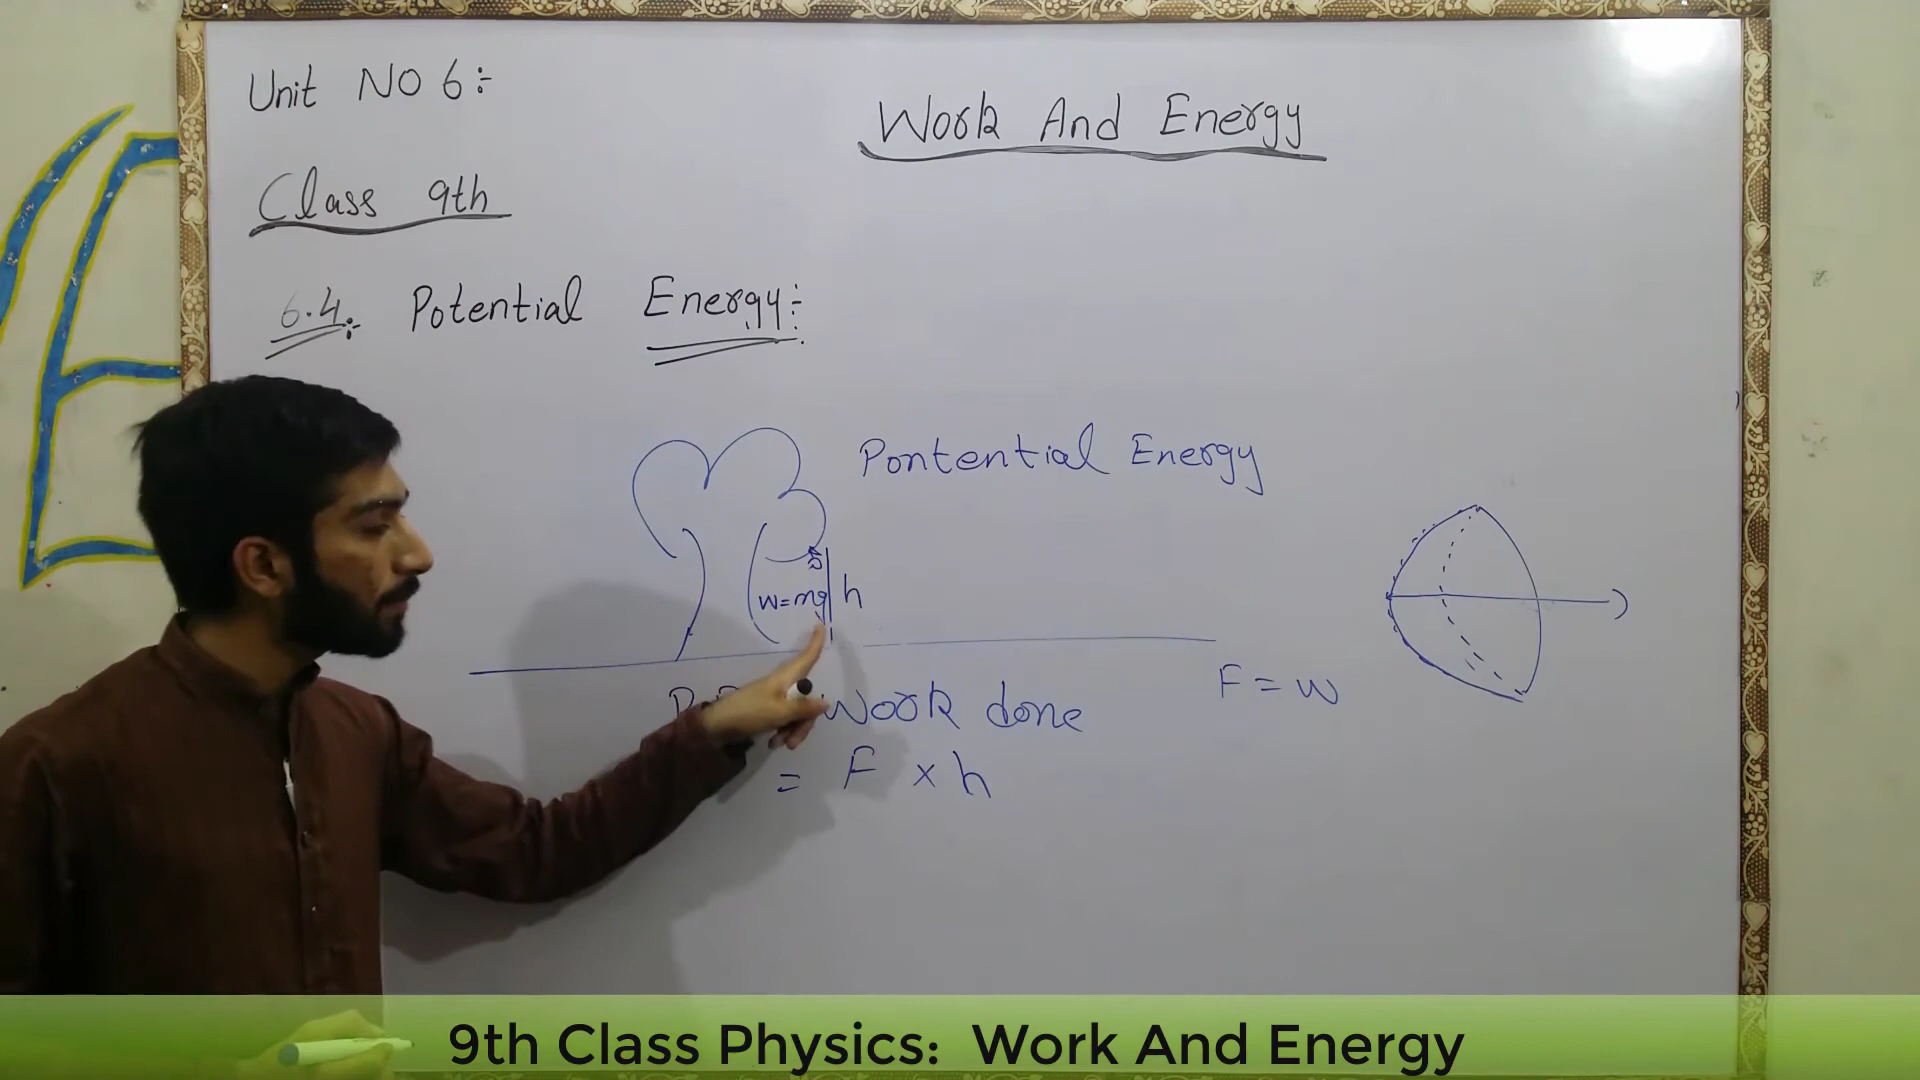 Unit NO 6:-
Work And Energy
Class 9th
6.4:- Potential Energy:-
Pontential Energy
w=mg h
F = w
Work done
= F × h
9th Class Physics: Work And Energy